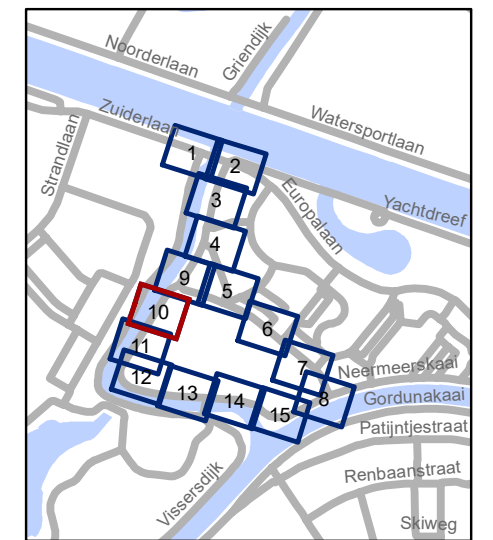 Noorderlaan
Griendijk
Zuiderlaan
Watersportlaan
Strandlaan
1
2
3
Europalaan
Yachtdreef
4
9
5
10
6
11
7
Neermeerskaai
12
13
14
15
8
Gordunakaai
Patijntjestraat
Vissersdijk
Renbaanstraat
Skiweg